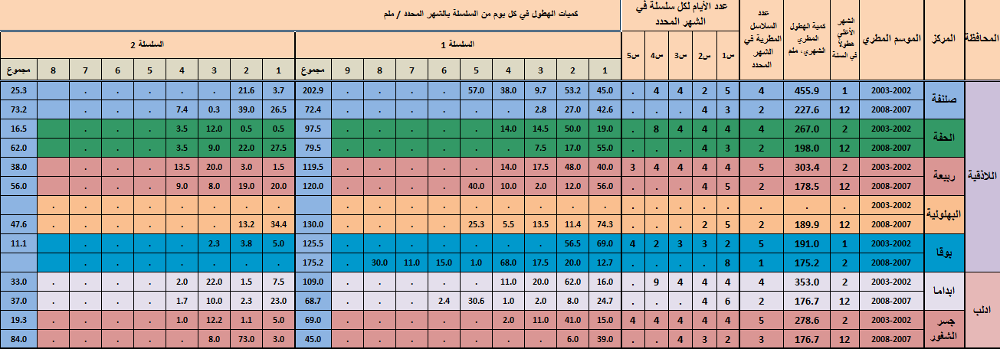 المحافظة المركز الموسم المطري الشهر الأعلى هطولاً في السنة كمية الهطول المطري الشهري، ملم عدد السلاسل المطرية في الشهر المحدد عدد الأيام لكل سلسلة في الشهر المحدد كميات الهطول في كل يوم من السلسلة بالشهر المحدد / ملم
س1 س2 س3 س4 س5 السلسلة 1 السلسلة 2
1 2 3 4 5 6 7 8 9 مجموع 1 2 3 4 5 6 7 8 مجموع
اللاذقية صلنفة 2003-2002 1 455.9 4 5 2 4 4 . 45.0 53.2 9.7 38.0 57.0 . . . . 202.9 3.7 21.6 . . . . . 25.3
2008-2007 12 227.6 2 3 4 . . . 42.6 27.0 2.8 . . . . . . 72.4 26.5 39.0 0.3 7.4 . . . 73.2
الحفة 2003-2002 2 267.0 4 4 4 4 8 . 19.0 50.0 14.5 14.0 . . . . . 97.5 0.5 0.5 12.0 3.5 . . . 16.5
2008-2007 12 198.0 2 3 4 . . . 55.0 17.0 7.5 . . . . . . 79.5 27.5 22.0 9.0 3.5 . . . 62.0
ربيعة 2003-2002 2 303.4 5 4 4 4 4 3 40.0 48.0 17.5 14.0 . . . . . 119.5 1.5 3.0 20.0 13.5 . . . 38.0
2008-2007 12 178.5 2 5 4 . . . 56.0 12.0 2.0 10.0 40.0 . . . . 120.0 20.0 19.0 8.0 9.0 . . . 56.0
البهلولية 2003-2002 . . . . . . . . . . . . . . . . . . . . . . . . .
2008-2007 12 189.9 2 5 2 . . . 74.3 11.4 13.5 5.5 25.3 . . . . 130.0 34.4 13.2 . . . . . . 47.6
بوقا 2003-2002 1 191.0 5 2 3 3 2 4 69.0 56.5 . . . . . . . 125.5 5.0 3.8 2.3 . . . . 11.1
2008-2007 2 175.2 1 8 . . . . 12.7 20.0 17.5 68.0 1.0 15.0 11.0 30.0 . 175.2 . . . . . . .
ادلب ابداما 2003-2002 2 353.0 4 4 4 4 9 . 16.0 62.0 20.0 11.0 . . . . . 109.0 7.5 1.5 22.0 2.0 . . . . 33.0
2008-2007 12 176.7 2 6 4 . . . 24.7 8.0 2.0 1.0 30.6 2.4 . . . 68.7 23.0 2.3 10.0 1.7 . . . . 37.0
جسر الشغور 2003-2002 2 278.6 5 4 4 4 4 4 15.0 41.0 11.0 2.0 . . . . . 69.0 5.0 1.1 12.2 1.0 . . . . 19.3
2008-2007 12 176.7 3 2 3 4 . . 39.0 6.0 . . . . . . . 45.0 3.0 73.0 8.0 . . . . . 84.0